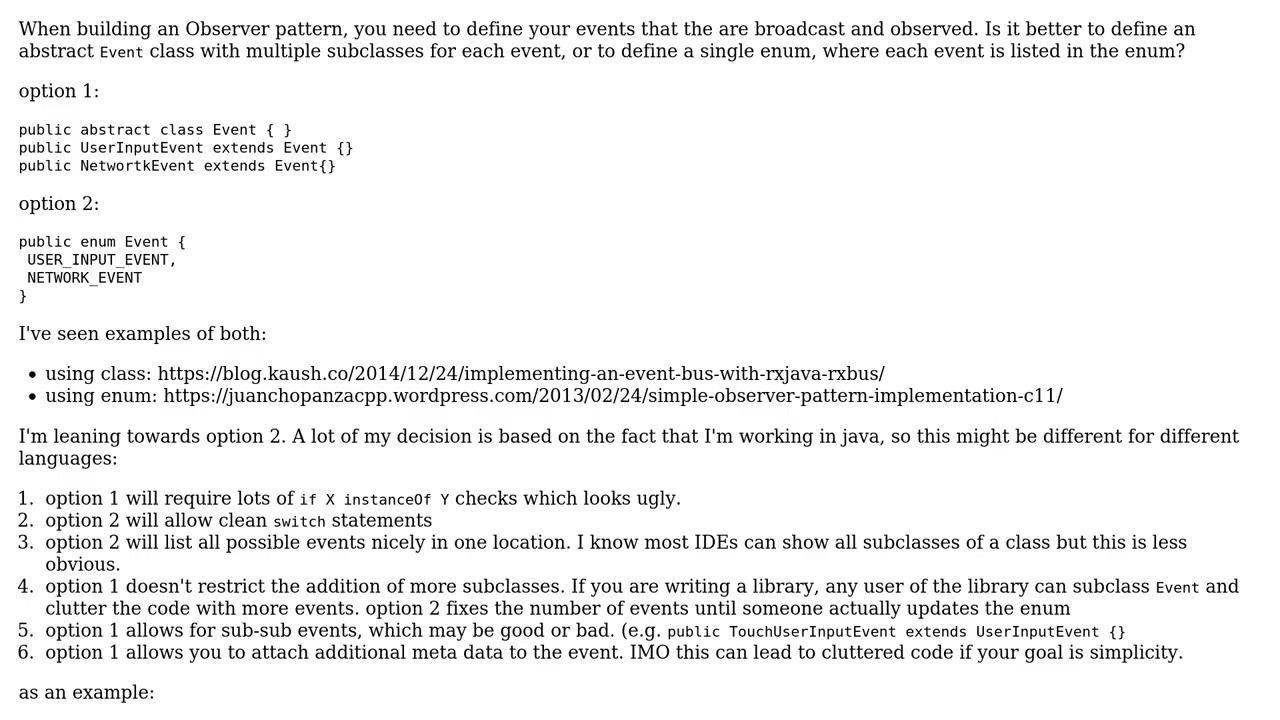 When building an Observer pattern, you need to define your events that the are broadcast and observed. Is it better to define an
abstract Event class with multiple subclasses for each event, or to define a single enum, where each event is listed in the enum?
option 1:
public abstract class Event { }
public UserInputEvent extends Event {}
public NetwortkEvent extends Event{}
option 2:
public enum Event {
USER_INPUT_EVENT,
NETWORK_EVENT
}
I've seen examples of both:
• using class: https://blog.kaush.co/2014/12/24/implementing-an-event-bus-with-rxjava-rxbus/
• using enum: https://juanchopanzacpp.wordpress.com/2013/02/24/simple-observer-pattern-implementation-c11/
I'm leaning towards option 2. A lot of my decision is based on the fact that I'm working in java, so this might be different for different
languages:
1. option 1 will require lots of if X instanceOf Y checks which looks ugly.
2. option 2 will allow clean switch statements
3. option 2 will list all possible events nicely in one location. I know most IDEs can show all subclasses of a class but this is less
obvious.
4. option 1 doesn't restrict the addition of more subclasses. If you are writing a library, any user of the library can subclass Event and
clutter the code with more events. option 2 fixes the number of events until someone actually updates the enum
5. option 1 allows for sub-sub events, which may be good or bad. (e.g. public TouchUserInputEvent extends UserInputEvent {}
6. option 1 allows you to attach additional meta data to the event. IMO this can lead to cluttered code if your goal is simplicity.
as an example: